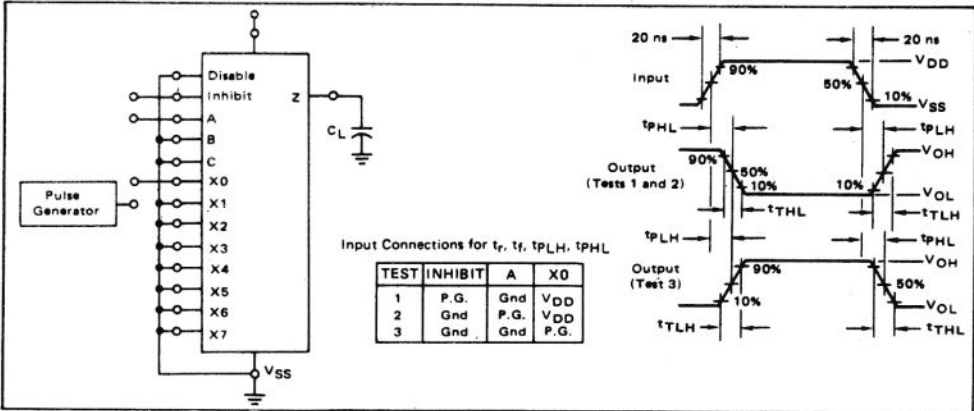 Disable
Inhibit
A
B
C
X0
X1
X2
X3
X4
X5
X6
X7
Z
CL
VSS
Pulse
Generator
Input Connections for tr, tf, tPLH, tPHL
TEST INHIBIT A X0
1 P.G. Gnd VDD
2 Gnd P.G. VDD
3 Gnd Gnd P.G.
20 ns 20 ns
Input 90% 50% 10% VDD
VSS
tPHL tPLH
Output
(Tests 1 and 2)
90% 50% 10% 10% VOH
VOL
tTHL tTLH
tPLH tPHL
Output
(Test 3)
90% 10% 50% VOH
VOL
tTLH tTHL